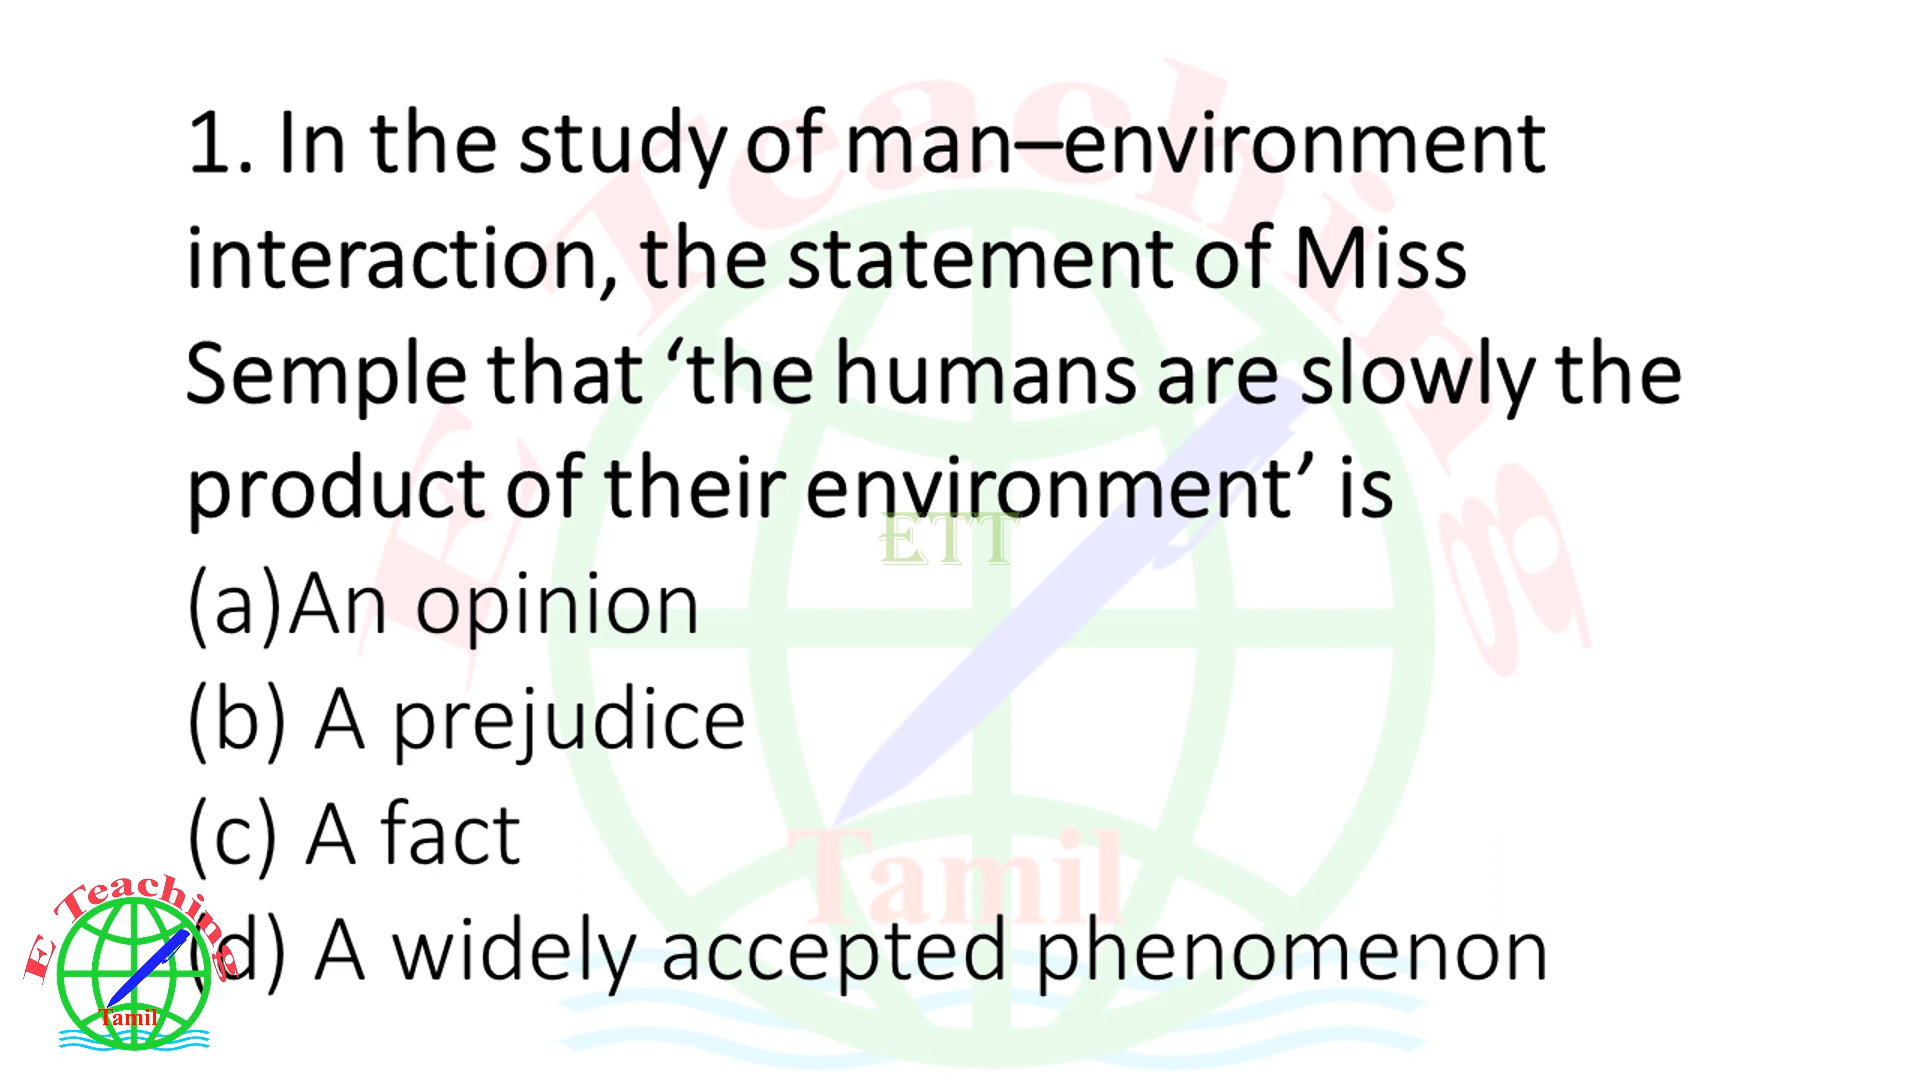 1. In the study of man–environment
interaction, the statement of Miss
Semple that ‘the humans are slowly the
product of their environment’ is
ETT
(a)An opinion
(b) A prejudice
(c) A fact
(d) A widely accepted phenomenon
E Teaching
Tamil
E Teaching
Tamil